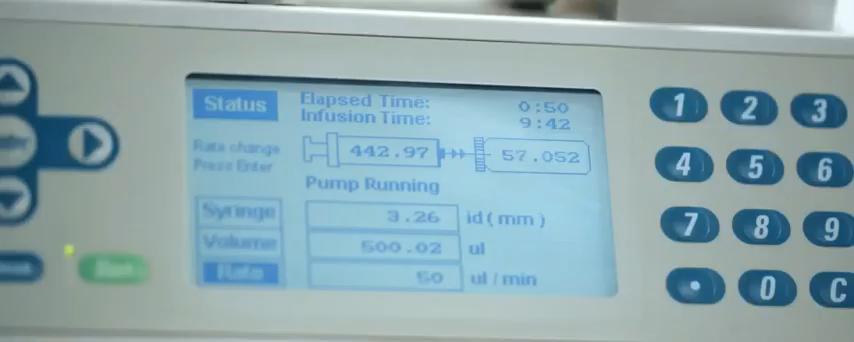 Status
Elapsed Time: 0:50
Infusion Time: 9:42
Rate change
Press Enter
442.97
57.052
Pump Running
Syringe 3.26 id(mm)
Volume 500.02 ul
Rate 50 ul/min
1 2 3
4 5 6
7 8 9
. 0 C